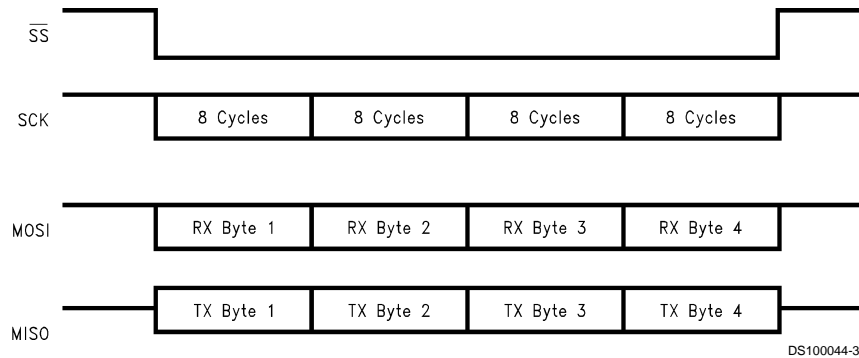 SS
SCK 8 Cycles 8 Cycles 8 Cycles 8 Cycles
MOSI RX Byte 1 RX Byte 2 RX Byte 3 RX Byte 4
MISO TX Byte 1 TX Byte 2 TX Byte 3 TX Byte 4
DS100044-3